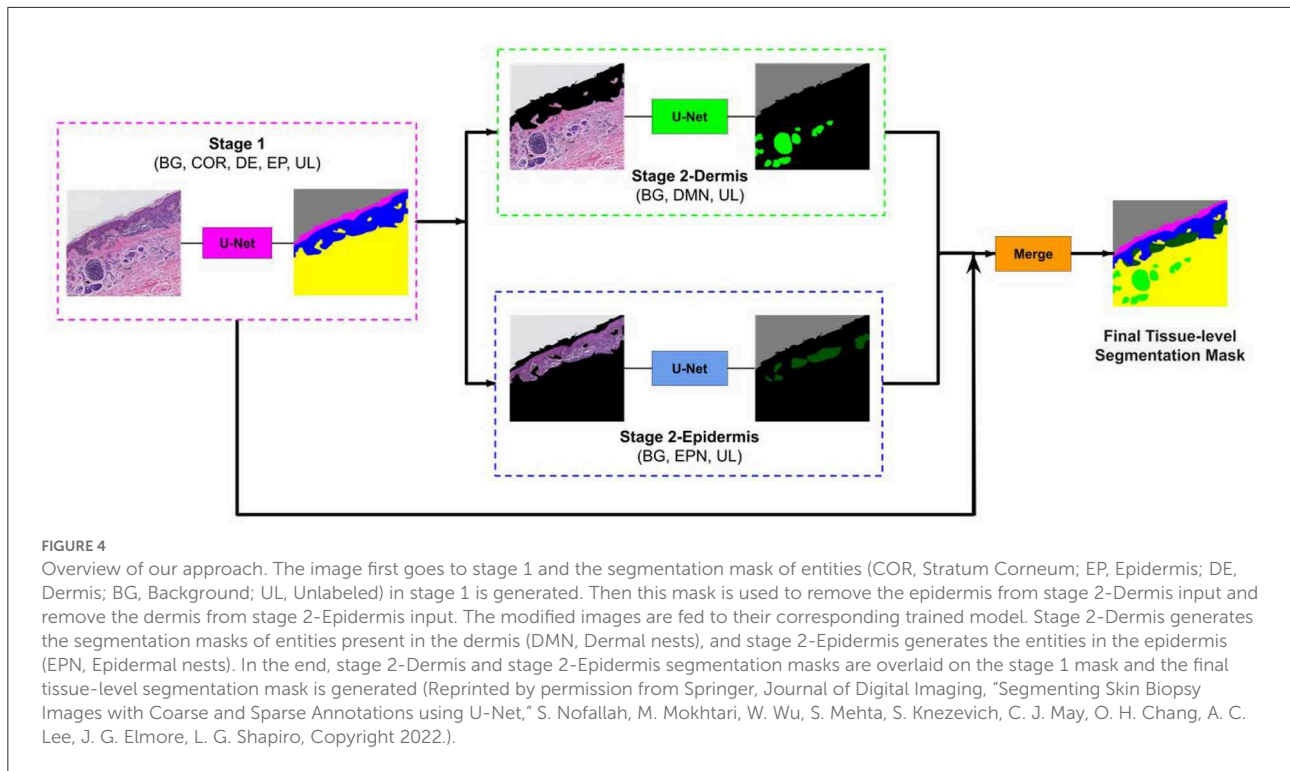 Stage 1
(BG, COR, DE, EP, UL)
U-Net
U-Net
Stage 2-Dermis
(BG, DMN, UL)
U-Net
Stage 2-Epidermis
(BG, EPN, UL)
Merge
Final Tissue-level
Segmentation Mask
FIGURE 4
Overview of our approach. The image first goes to stage 1 and the segmentation mask of entities (COR, Stratum Corneum; EP, Epidermis; DE,
Dermis; BG, Background; UL, Unlabeled) in stage 1 is generated. Then this mask is used to remove the epidermis from stage 2-Dermis input and
remove the dermis from stage 2-Epidermis input. The modified images are fed to their corresponding trained model. Stage 2-Dermis generates
the segmentation masks of entities present in the dermis (DMN, Dermal nests), and stage 2-Epidermis generates the entities in the epidermis
(EPN, Epidermal nests). In the end, stage 2-Dermis and stage 2-Epidermis segmentation masks are overlaid on the stage 1 mask and the final
tissue-level segmentation mask is generated (Reprinted by permission from Springer, Journal of Digital Imaging, “Segmenting Skin Biopsy
Images with Coarse and Sparse Annotations using U-Net,” S. Nofallah, M. Mokhtari, W. Wu, S. Mehta, S. Knezevich, C. J. May, O. H. Chang, A. C.
Lee, J. G. Elmore, L. G. Shapiro, Copyright 2022.).